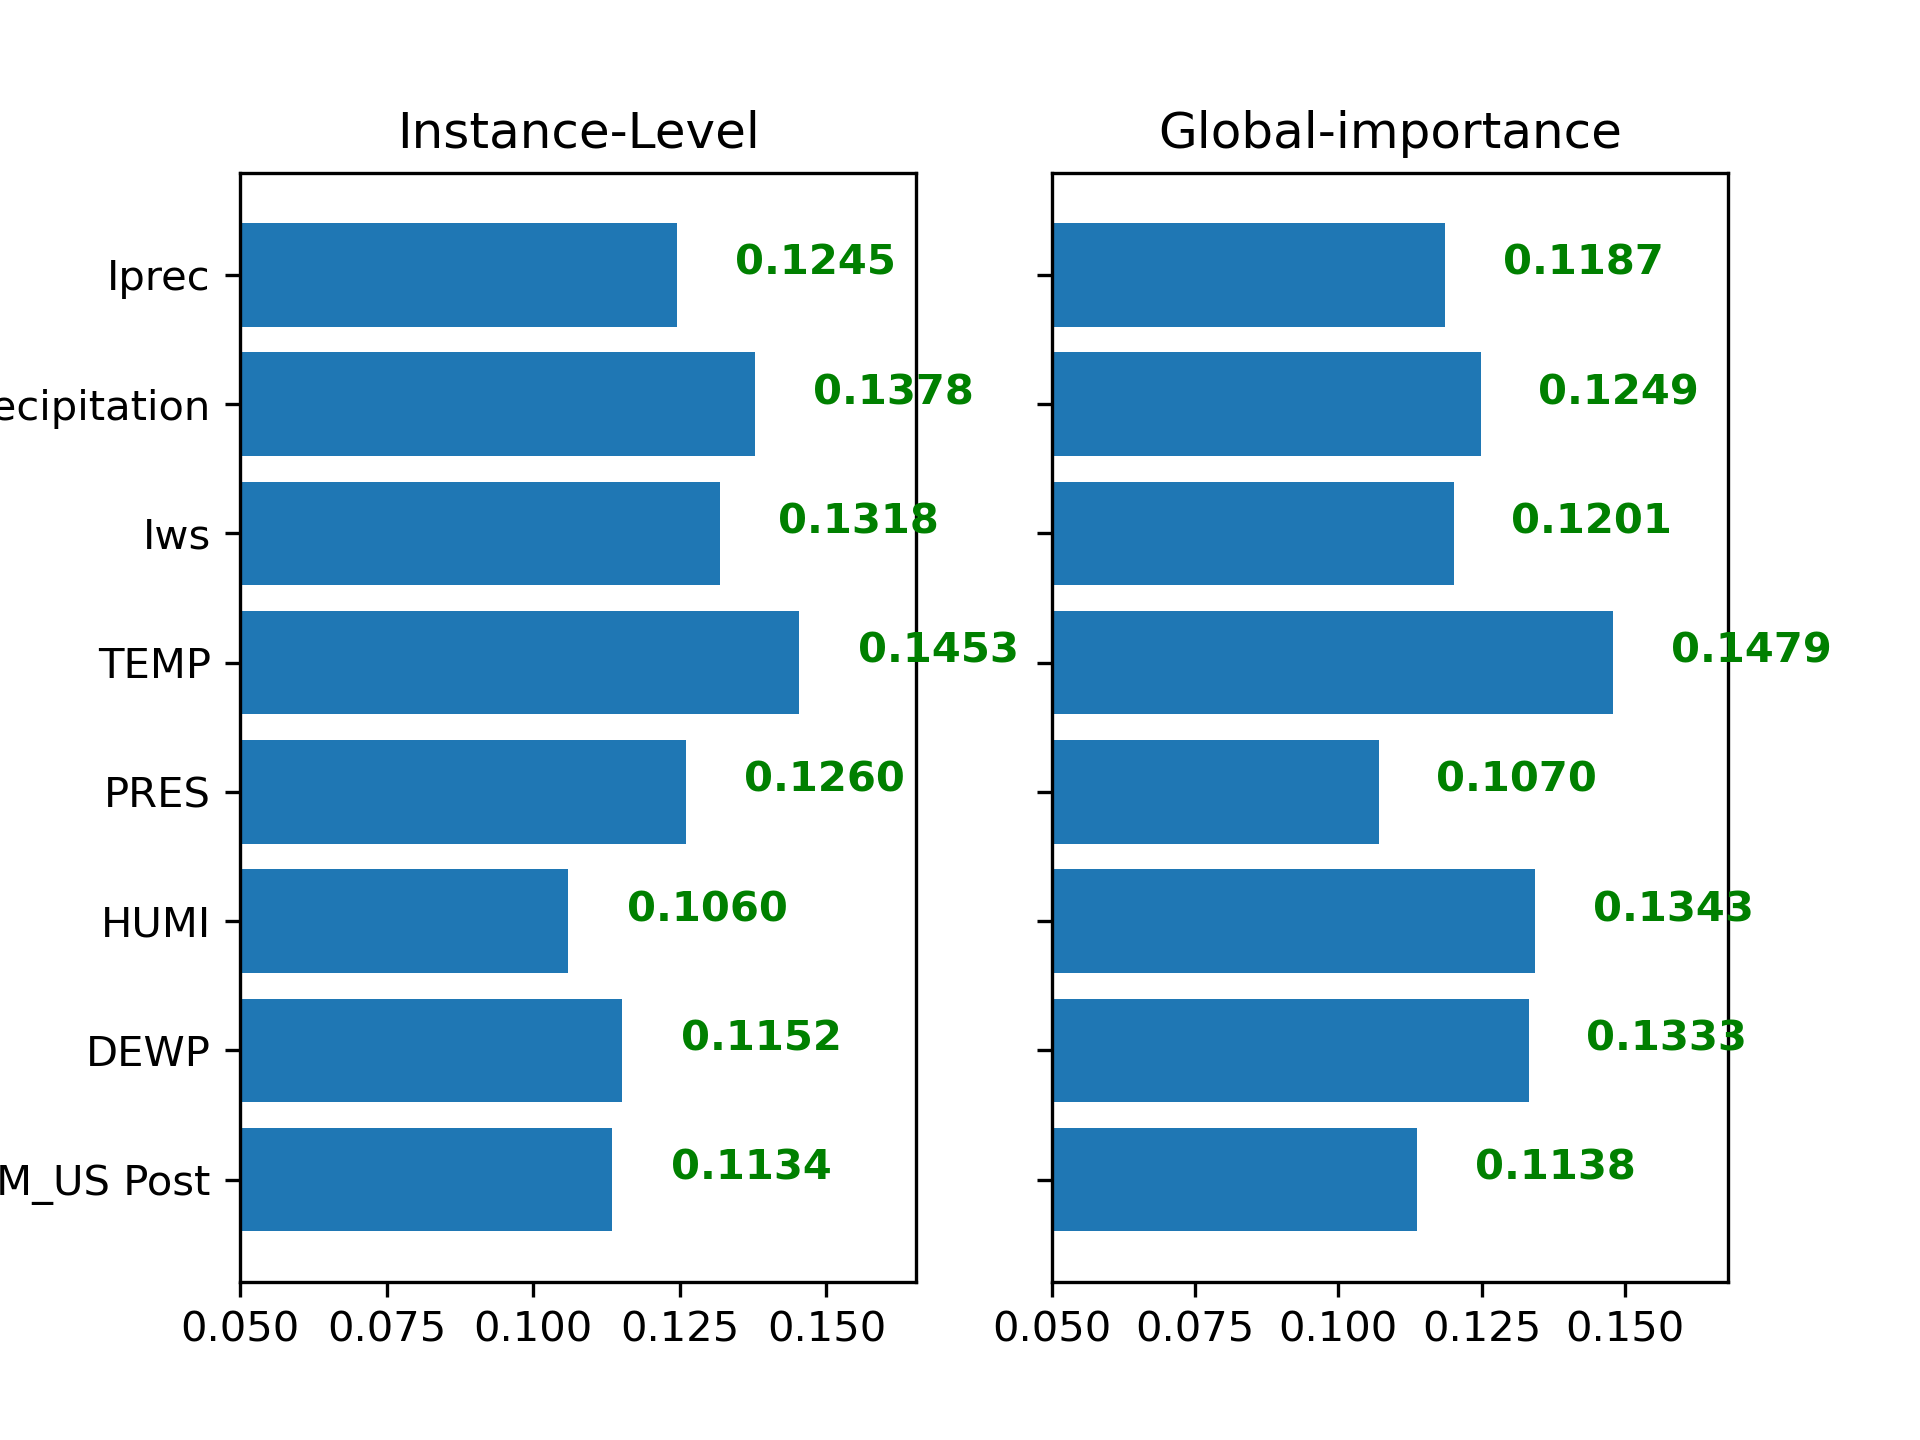 Instance-Level
Iprec
ecipitation
Iws
TEMP
PRES
HUMI
DEWP
M_US Post
0.1245
0.1378
0.1318
0.1453
0.1260
0.1060
0.1152
0.1134
0.050 0.075 0.100 0.125 0.150
Global-importance
0.1187
0.1249
0.1201
0.1479
0.1070
0.1343
0.1333
0.1138
0.050 0.075 0.100 0.125 0.150